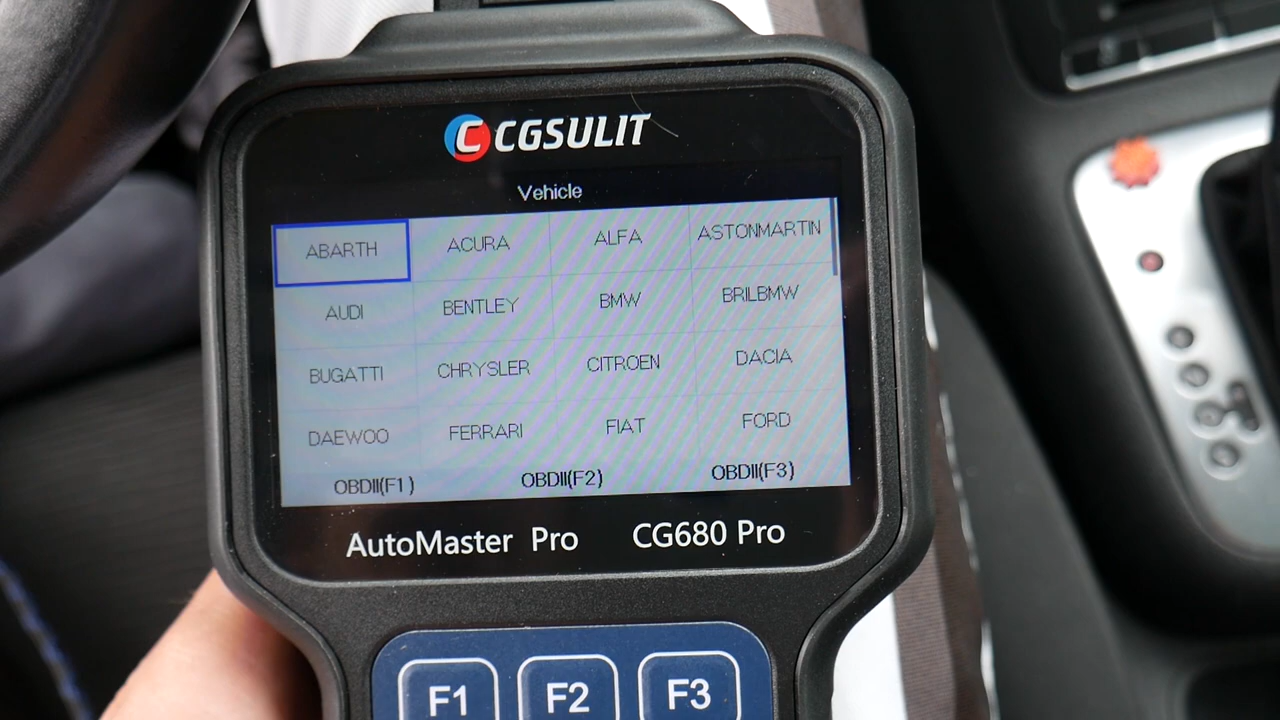 CGSULIT
Vehicle
ABARTH ACURA ALFA ASTONMARTIN
AUDI BENTLEY BMW BRILBMW
BUGATTI CHRYSLER CITROEN DACIA
DAEWOO FERRARI FIAT FORD
OBDII(F1) OBDII(F2) OBDII(F3)
AutoMaster Pro CG680 Pro
F1 F2 F3